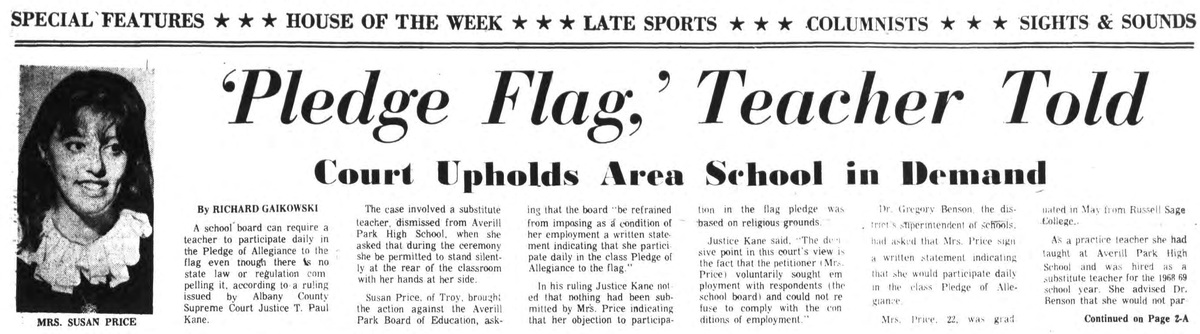 SPECIAL FEATURES ★ ★ ★ HOUSE OF THE WEEK ★ ★ ★ LATE SPORTS ★ ★ ★ COLUMNISTS ★ ★ ★ SIGHTS & SOUNDS
'Pledge Flag,' Teacher Told
Court Upholds Area School in Demand
MRS. SUSAN PRICE
By RICHARD GAIKOWSKI
A school board can require a
teacher to participate daily in
the Pledge of Allegiance to the
flag even though there is no
state law or regulation com
pelling it, according to a ruling
issued by Albany County
Supreme Court Justice T. Paul
Kane.
The case involved a substitute
teacher, dismissed from Averill
Park High School, when she
asked that during the ceremony
she be permitted to stand silent-
ly at the rear of the classroom
with her hands at her side.
Susan Price, of Troy, brought
the action against the Averill
Park Board of Education, ask-
ing that the board "be refrained
from imposing as a condition of
her employment a written state-
ment indicating that she partici-
pate daily in the class Pledge of
Allegiance to the flag."
In his ruling Justice Kane not
ed that nothing had been sub-
mitted by Mrs. Price indicating
that her objection to participa-
tion in the flag pledge was
based on religious grounds.
Justice Kane said, "The deci
sive point in this court's view is
the fact that the petitioner (Mrs.
Price) voluntarily sought em
ployment with respondents (the
school board) and could not re
fuse to comply with the con
ditions of employment."
Dr. Gregory Benson, the dis-
trict's superintendent of schools,
had asked that Mrs. Price sign
a written statement indicating
that she would participate daily
in the class Pledge of Alle-
giance.
Mrs. Price, 22, was grad
uated in May from Russell Sage
College.
As a practice teacher she had
taught at Averill Park High
School and was hired as a
substitute teacher for the 1968 69
school year. She advised Dr.
Benson that she would not par-
Continued on Page 2-A